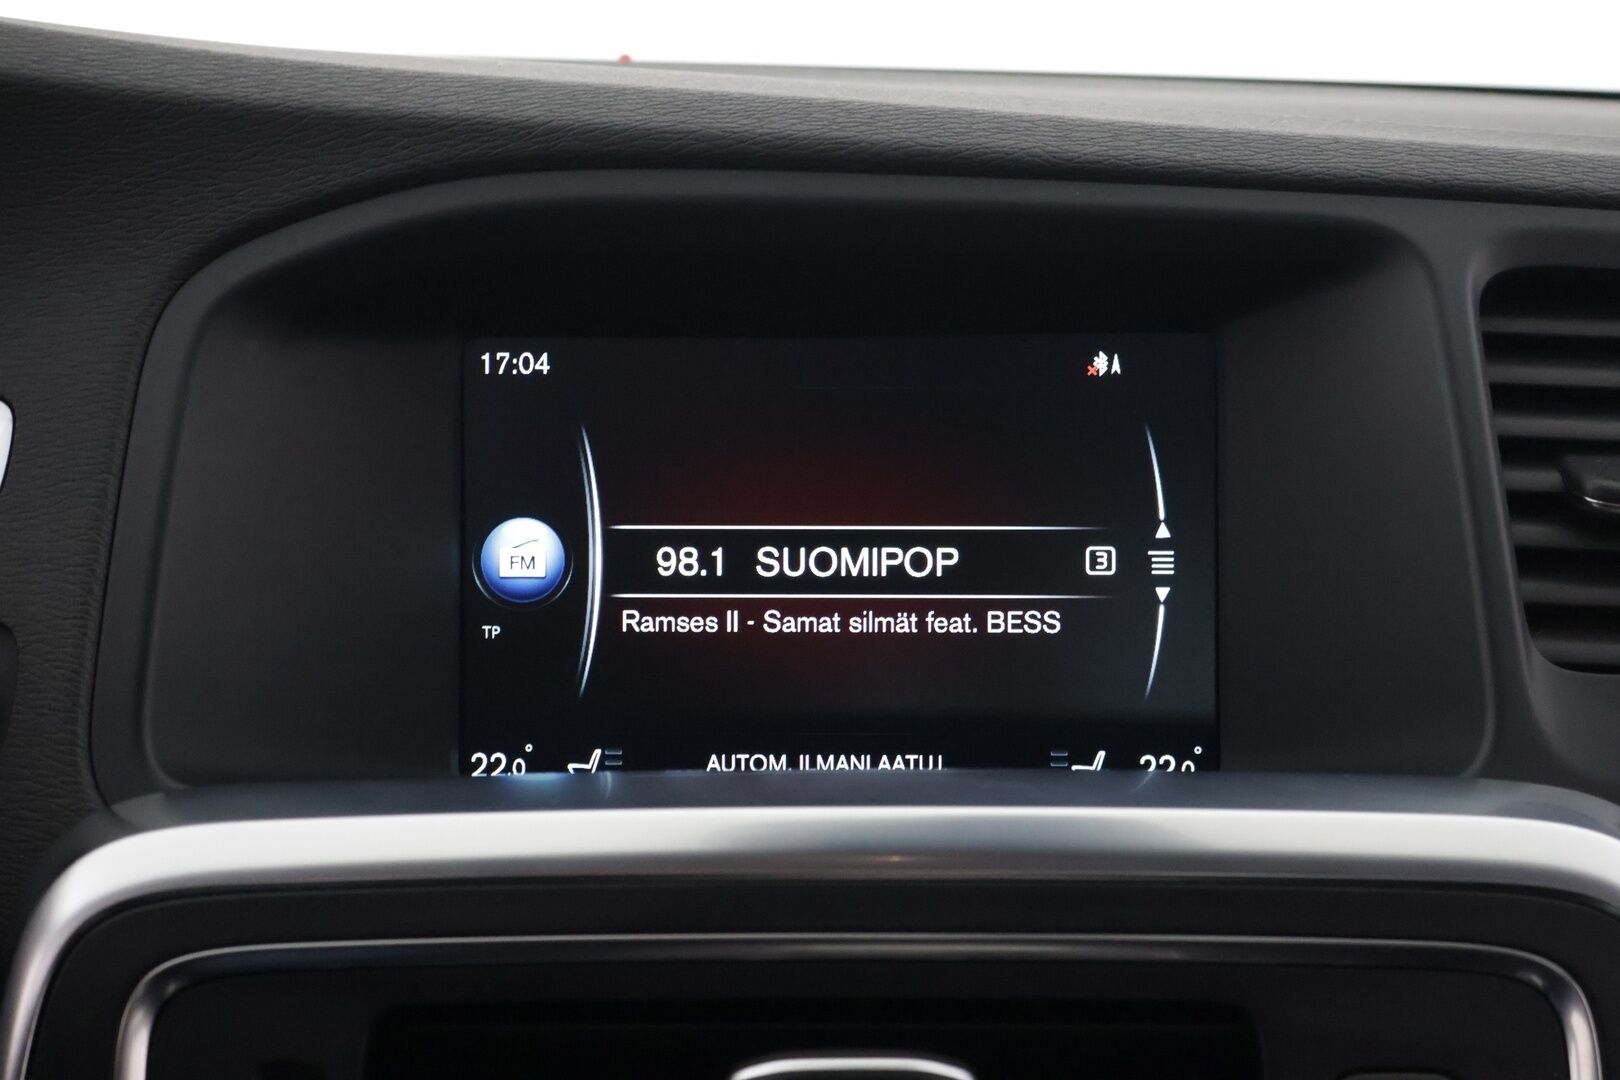 17:04
FM
98.1 SUOMIPOP 3
TP
Ramses II - Samat silmät feat. BESS
22.0° AUTOM. ILMANLAATUJ. 22.0°